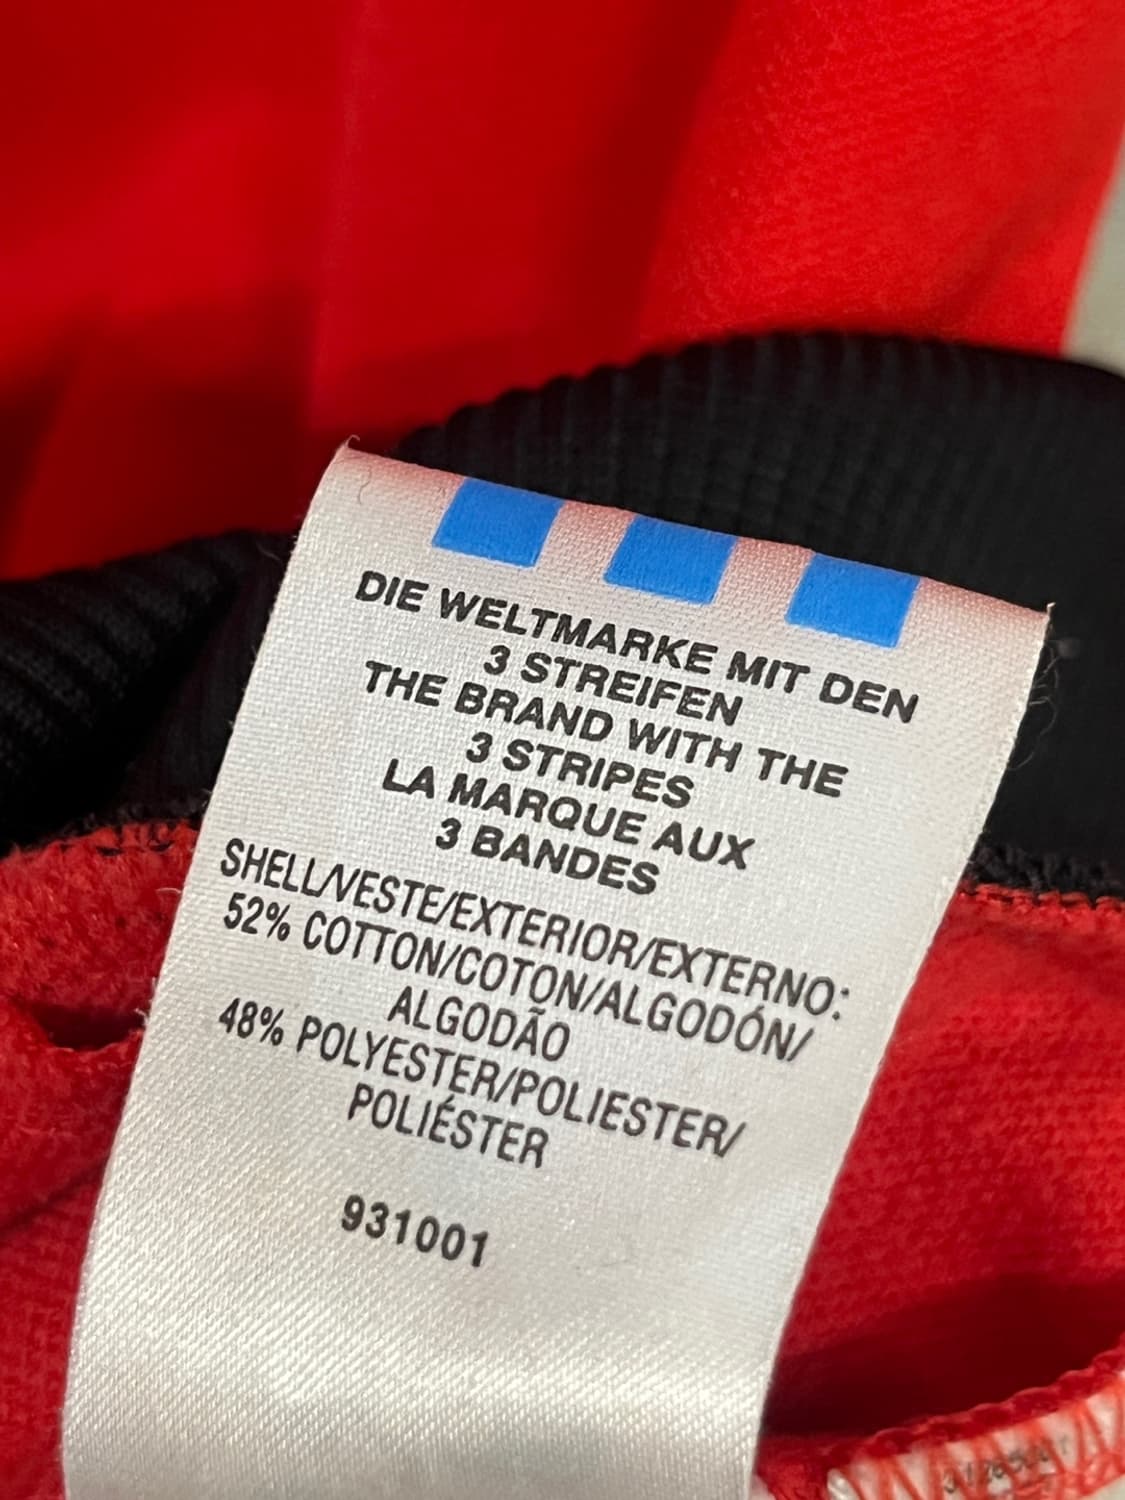 DIE WELTMARKE MIT DEN
3 STREIFEN
THE BRAND WITH THE
3 STRIPES
LA MARQUE AUX
3 BANDES
SHELL/VESTE/EXTERIOR/EXTERNO:
52% COTTON/COTON/ALGODÓN/
ALGODÃO
48% POLYESTER/POLIESTER/
POLIÉSTER
931001